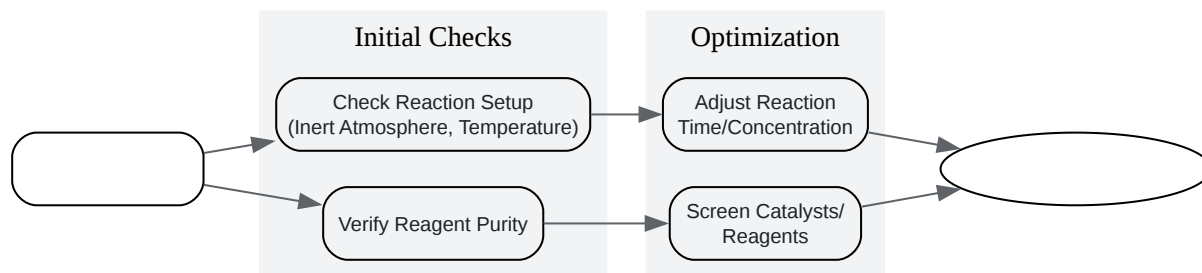 Initial Checks
Optimization
Check Reaction Setup
(Inert Atmosphere, Temperature)
Adjust Reaction
Time/Concentration
Verify Reagent Purity
Screen Catalysts/
Reagents